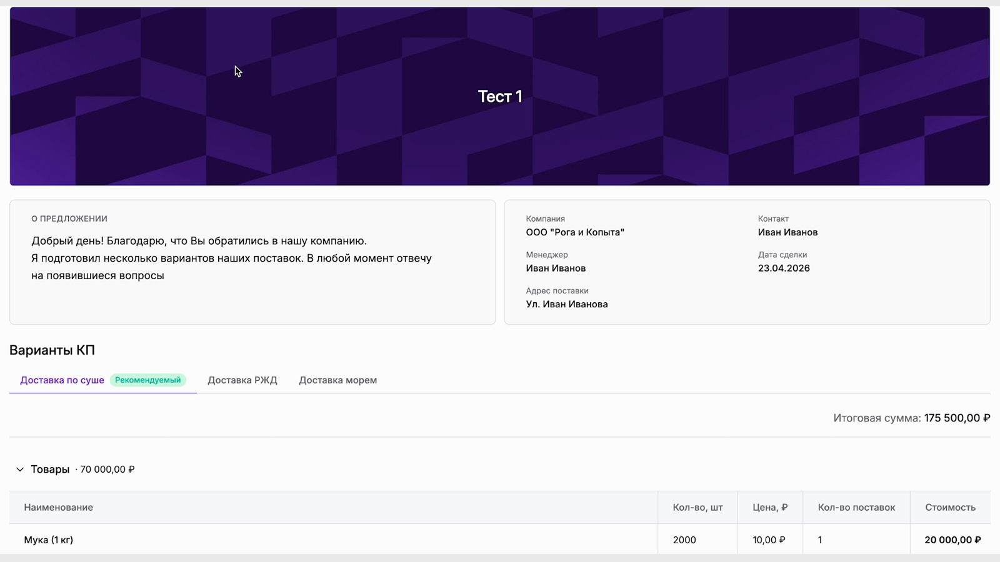 Тест 1
О ПРЕДЛОЖЕНИИ
Добрый день! Благодарю, что Вы обратились в нашу компанию.
Я подготовил несколько вариантов наших поставок. В любой момент отвечу
на появившиеся вопросы
Компания
ООО "Рога и Копыта"
Контакт
Иван Иванов
Менеджер
Иван Иванов
Дата сделки
23.04.2026
Адрес поставки
Ул. Иван Иванова
Варианты КП
Доставка по суше Рекомендуемый Доставка РЖД Доставка морем
Итоговая сумма: 175 500,00 ₽
Товары · 70 000,00 ₽
Наименование Кол-во, шт Цена, ₽ Кол-во поставок Стоимость
Мука (1 кг) 2000 10,00 ₽ 1 20 000,00 ₽